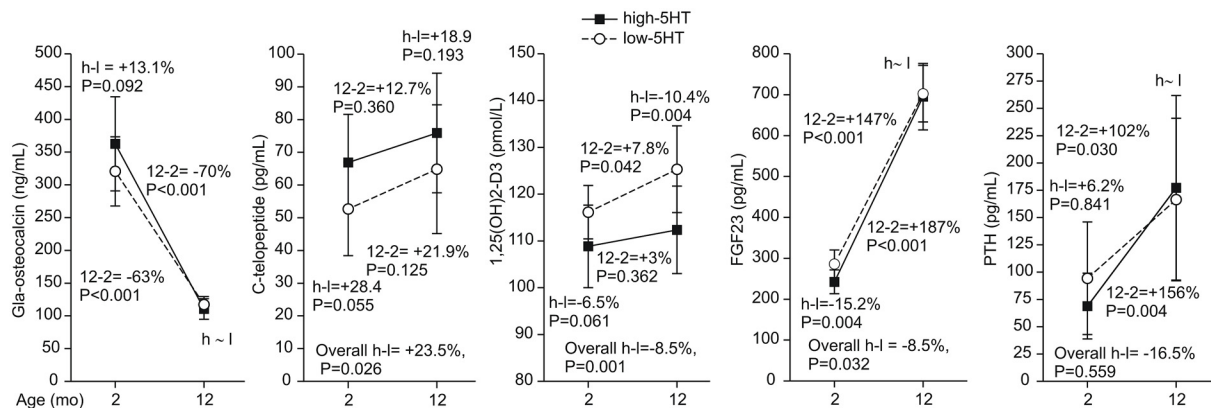 high-5HT
low-5HT
Gla-osteocalcin (ng/mL)
500
450
400
350
300
250
200
150
100
50
0
h-l = +13.1%
P=0.092
12-2= -70%
P<0.001
12-2= -63%
P<0.001
h ~ l
Age (mo)
2
12
C-telopeptide (pg/mL)
100
90
80
70
60
50
40
30
20
10
0
h-l=+18.9
P=0.193
12-2=+12.7%
P=0.360
12-2= +21.9%
P=0.125
h-l=+28.4
P=0.055
Overall h-l= +23.5%,
P=0.026
2
12
1,25(OH)2-D3 (pmol/L)
150
140
130
120
110
100
90
80
h-l=-10.4%
P=0.004
12-2=+7.8%
P=0.042
12-2=+3%
P=0.362
h-l=-6.5%
P=0.061
Overall h-l=-8.5%,
P=0.001
2
12
FGF23 (pg/mL)
800
700
600
500
400
300
200
100
0
h~ l
12-2=+147%
P<0.001
12-2=+187%
P<0.001
h-l=-15.2%
P=0.004
Overall h-l = -8.5%,
P=0.032
2
12
PTH (pg/mL)
300
275
250
225
200
175
150
125
100
75
50
25
0
h~ l
12-2=+102%
P=0.030
h-l=+6.2%
P=0.841
12-2=+156%
P=0.004
Overall h-l= -16.5%
P=0.559
2
12